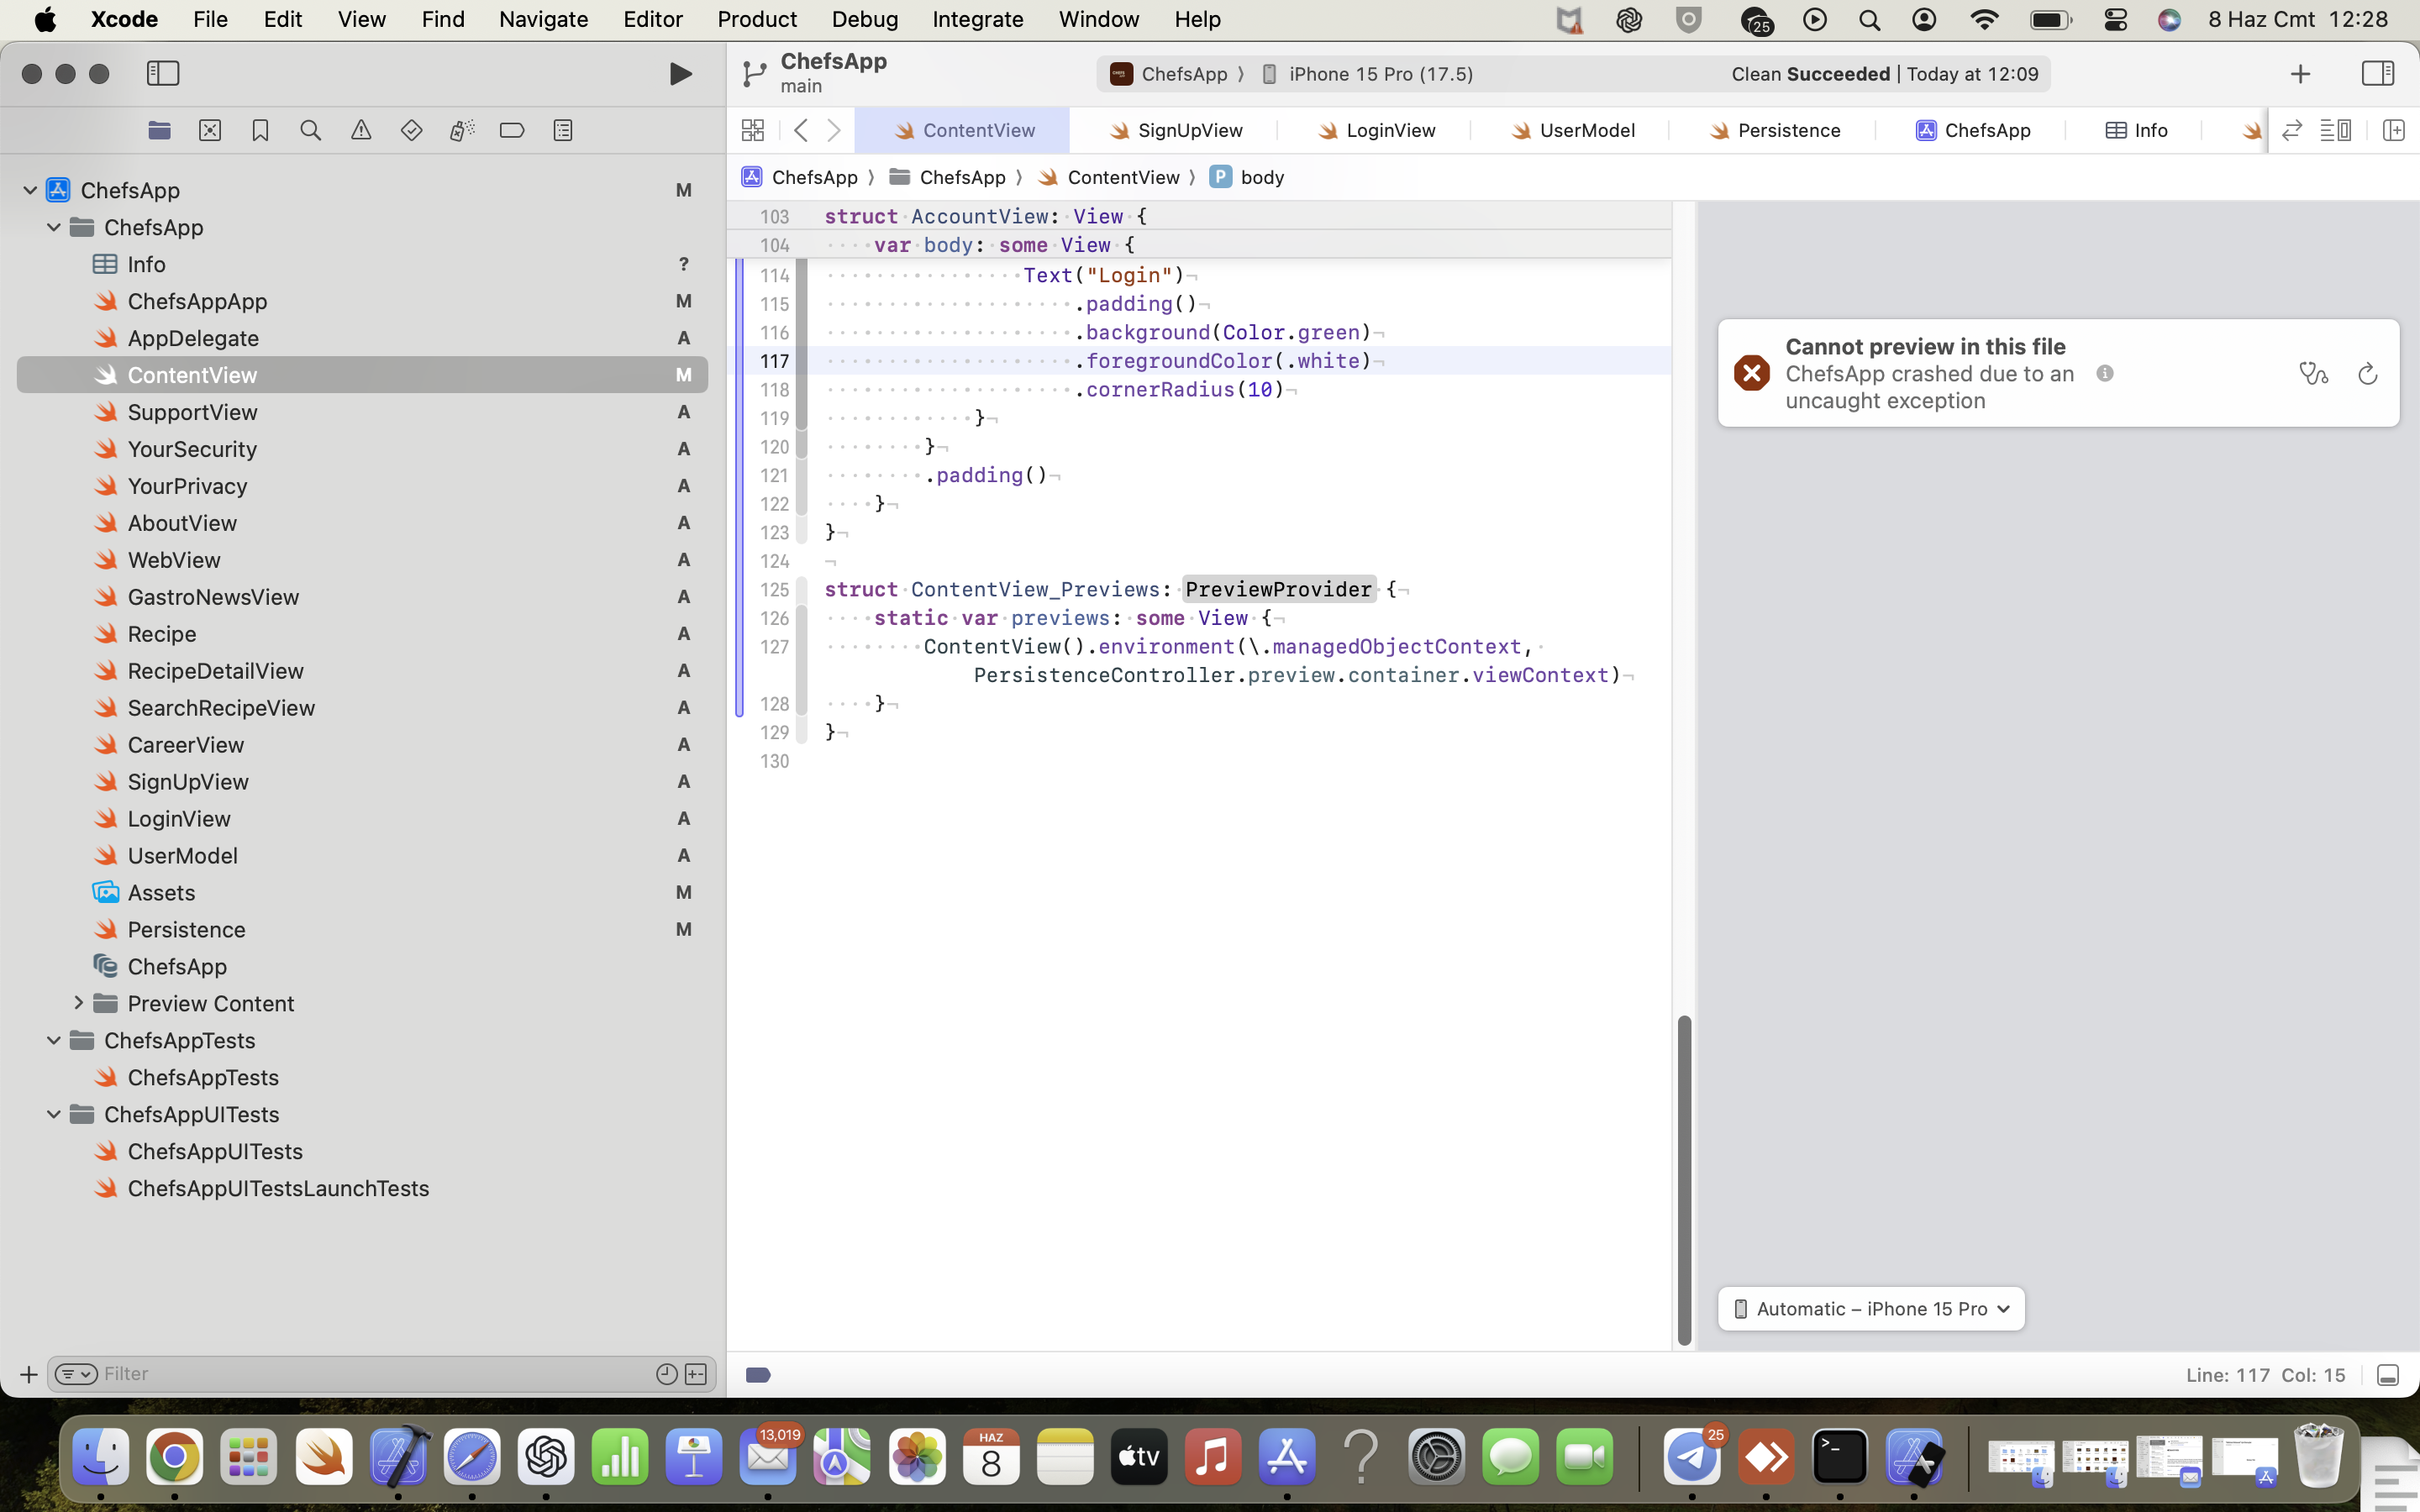 Xcode File Edit View Find Navigate Editor Product Debug Integrate Window Help 25 8 Haz Cmt 12:28
ChefsApp
main
ChefsApp iPhone 15 Pro (17.5) Clean Succeeded | Today at 12:09
ContentView SignUpView LoginView UserModel Persistence ChefsApp Info
ChefsApp ChefsApp ContentView P body
ChefsApp M
ChefsApp
Info ?
ChefsAppApp M
AppDelegate A
ContentView M
SupportView A
YourSecurity A
YourPrivacy A
AboutView A
WebView A
GastroNewsView A
Recipe A
RecipeDetailView A
SearchRecipeView A
CareerView A
SignUpView A
LoginView A
UserModel A
Assets M
Persistence M
ChefsApp
Preview Content
ChefsAppTests
ChefsAppTests
ChefsAppUITests
ChefsAppUITests
ChefsAppUITestsLaunchTests
Filter
103 struct AccountView: View {
104 var body: some View {
114 Text("Login")
115 .padding()
116 .background(Color.green)
117 .foregroundColor(.white)
118 .cornerRadius(10)
119 }
120 }
121 .padding()
122 }
123 }
124
125 struct ContentView_Previews: PreviewProvider {
126 static var previews: some View {
127 ContentView().environment(\.managedObjectContext,
PersistenceController.preview.container.viewContext)
128 }
129 }
130
Cannot preview in this file
ChefsApp crashed due to an
uncaught exception
Automatic – iPhone 15 Pro
Line: 117 Col: 15
13,019
HAZ
8
tv
25